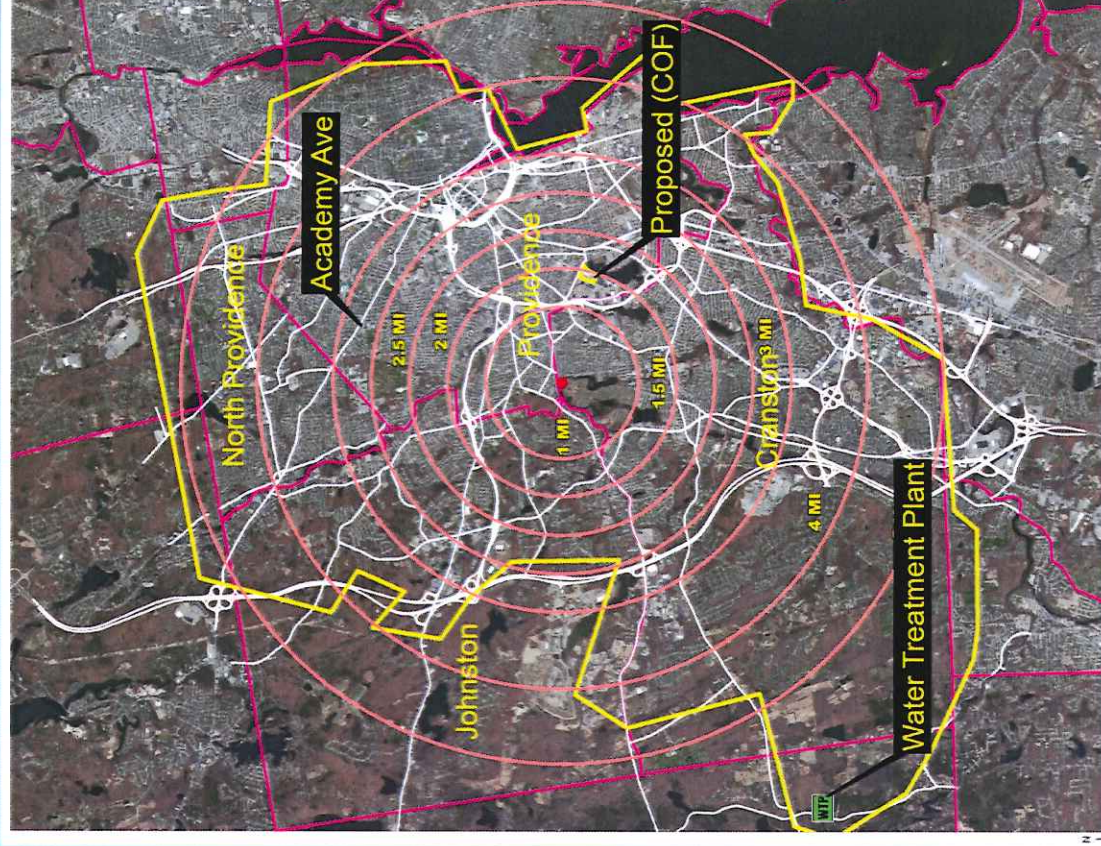 North Providence
Academy Ave
2.5 MI
2 MI
Johnston
Providence
1 MI
1.5 MI
Proposed (COF)
Cranston
3 MI
4 MI
WTP
Water Treatment Plant
N